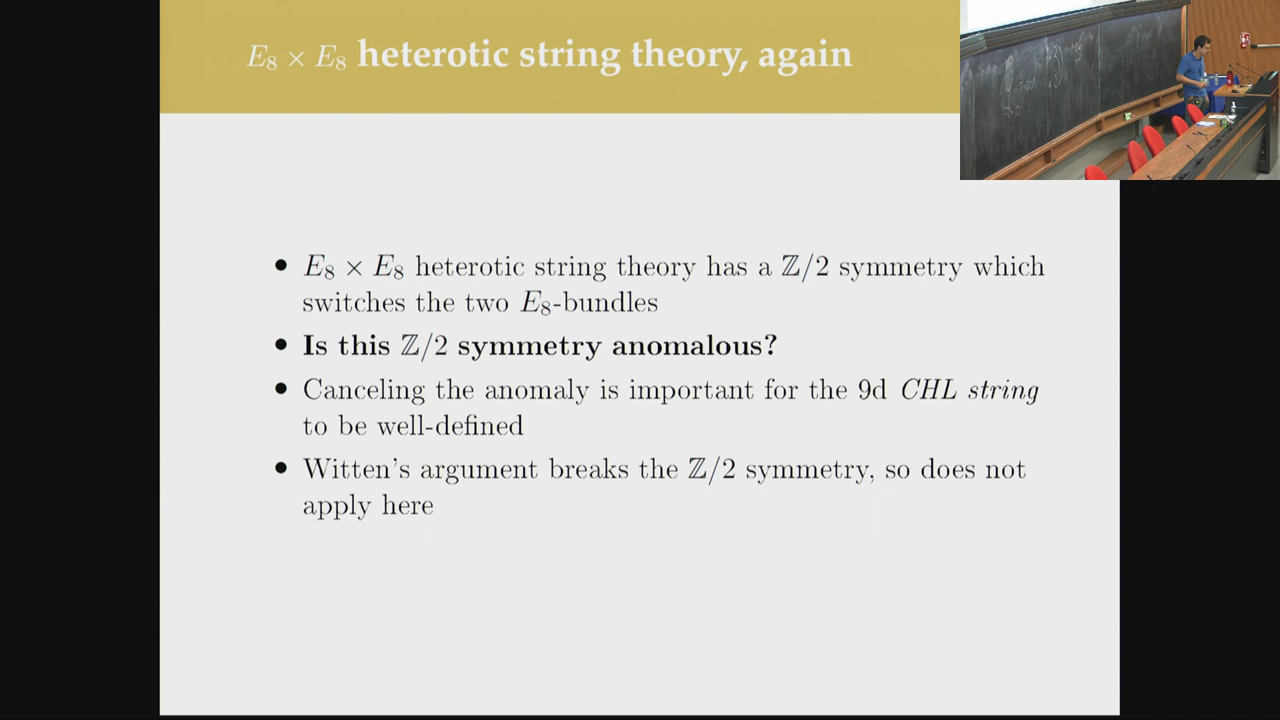 E₈ × E₈ heterotic string theory, again
• E₈ × E₈ heterotic string theory has a ℤ/2 symmetry which
switches the two E₈-bundles
• Is this ℤ/2 symmetry anomalous?
• Canceling the anomaly is important for the 9d CHL string
to be well-defined
• Witten's argument breaks the ℤ/2 symmetry, so does not
apply here